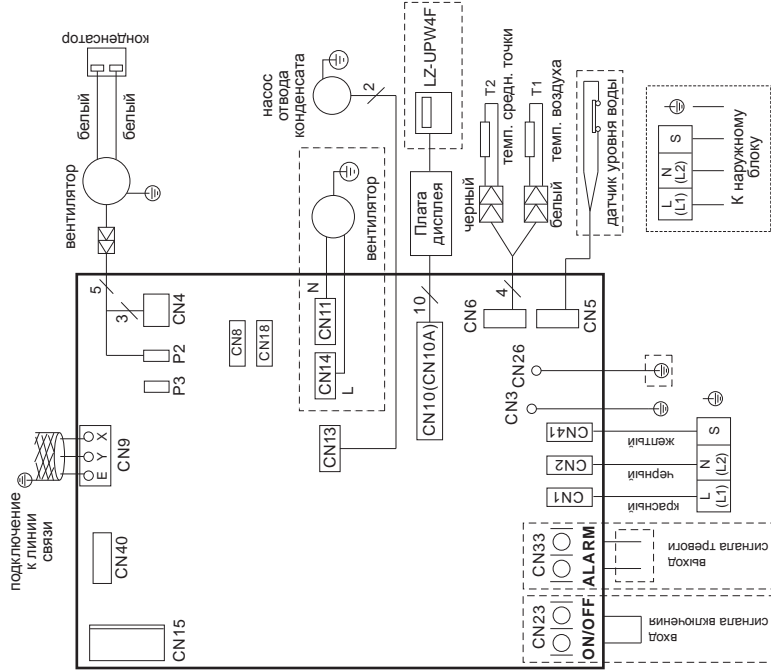 подключение
к линии
связи
E Y X
CN9
CN40
CN15
P3
P2
CN4
3
5
вентилятор
белый
белый
конденсатор
CN8
CN18
CN14
CN11
L
N
вентилятор
насос
отвода
конденсата
2
CN13
CN10(CN10A)
10
Плата
дисплея
LZ-UPW4F
CN6
4
черный
белый
T2
темп. средн. точки
T1
темп. воздуха
CN5
датчик уровня воды
CN3
CN26
CN23
ON/OFF
вход
сигнала включения
CN33
ALARM
выход
сигнала тревоги
CN1
CN2
CN41
красный
черный
желтый
L
(L1)
N
(L2)
S
L
(L1)
N
(L2)
S
К наружному
блоку